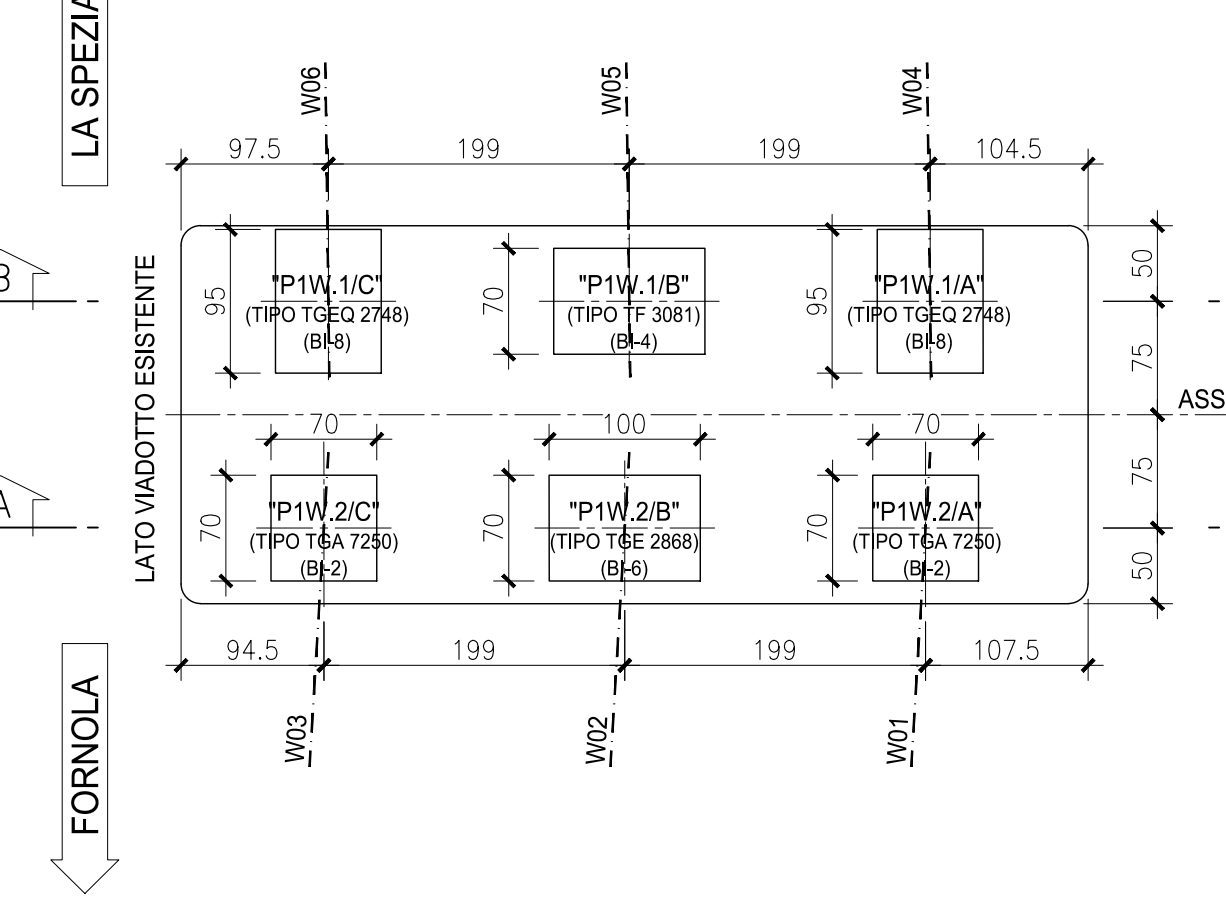 LA SPEZIA
W06
W05
W04
97.5
199
199
104.5
B
LATO VIADOTTO ESISTENTE
95
"P1W.1/C"
(TIPO TGEQ 2748)
(BI-8)
70
"P1W.1/B"
(TIPO TF 3081)
(BI-4)
95
"P1W.1/A"
(TIPO TGEQ 2748)
(BI-8)
50
75
ASS
70
100
70
75
A
70
"P1W.2/C"
(TIPO TGA 7250)
(BI-2)
70
"P1W.2/B"
(TIPO TGE 2868)
(BI-6)
70
"P1W.2/A"
(TIPO TGA 7250)
(BI-2)
50
94.5
199
199
107.5
W03
W02
W01
FORNOLA